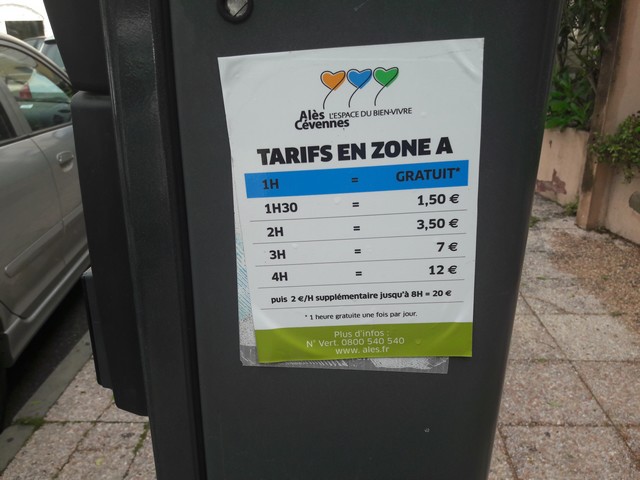 Alès
Cévennes
L'ESPACE DU BIEN-VIVRE
TARIFS EN ZONE A
1H = GRATUIT*
1H30 = 1,50 €
2H = 3,50 €
3H = 7 €
4H = 12 €
puis 2 €/H supplémentaire jusqu'à 8H = 20 €
* 1 heure gratuite une fois par jour.
Plus d'infos :
N° Vert. 0800 540 540
www. ales.fr